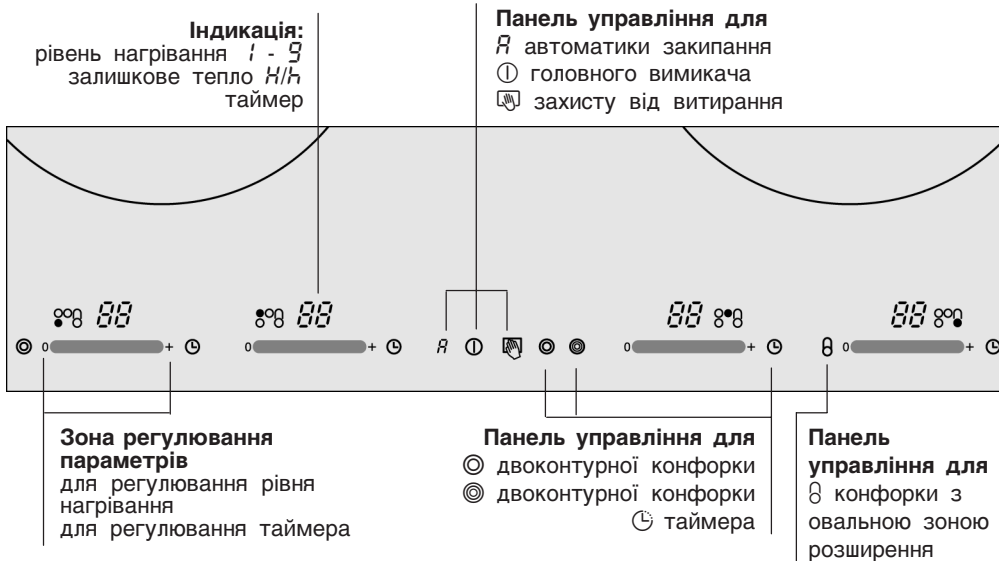 Індикація:
рівень нагрівання 1 - 9
залишкове тепло H/h
таймер
Панель управління для
A автоматики закипання
головного вимикача
захисту від витирання
88 88 88 88
0 + 0 + A 0 + 0 +
Зона регулювання
параметрів
для регулювання рівня
нагрівання
для регулювання таймера
Панель управління для
◎ двоконтурної конфорки
◎ двоконтурної конфорки
таймера
Панель
управління для
конфорки з
овальною зоною
розширення